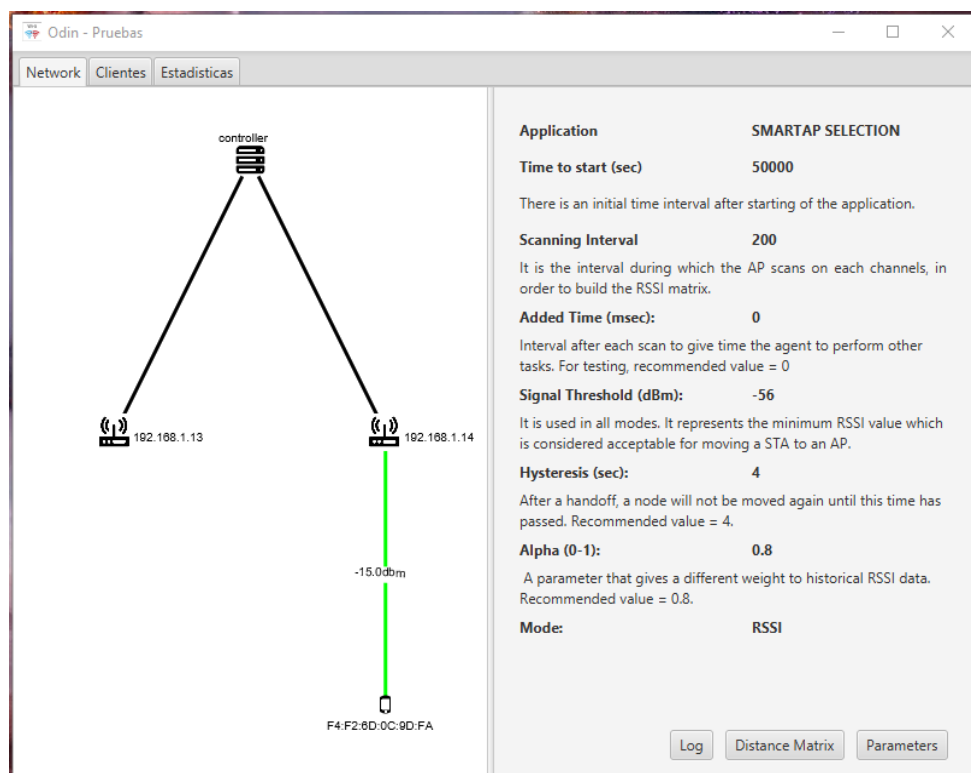 Odin - Pruebas
Network Clientes Estadisticas
controller
192.168.1.13
192.168.1.14
-15.0dbm
F4:F2:6D:0C:9D:FA
Application SMARTAP SELECTION
Time to start (sec) 50000
There is an initial time interval after starting of the application.
Scanning Interval 200
It is the interval during which the AP scans on each channels, in
order to build the RSSI matrix.
Added Time (msec): 0
Interval after each scan to give time the agent to perform other
tasks. For testing, recommended value = 0
Signal Threshold (dBm): -56
It is used in all modes. It represents the minimum RSSI value which
is considered acceptable for moving a STA to an AP.
Hysteresis (sec): 4
After a handoff, a node will not be moved again until this time has
passed. Recommended value = 4.
Alpha (0-1): 0.8
A parameter that gives a different weight to historical RSSI data.
Recommended value = 0.8.
Mode: RSSI
Log Distance Matrix Parameters